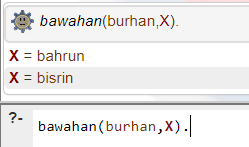 bawahan(burhan,X).
X = bahrun
X = bisrin
?- bawahan(burhan,X).